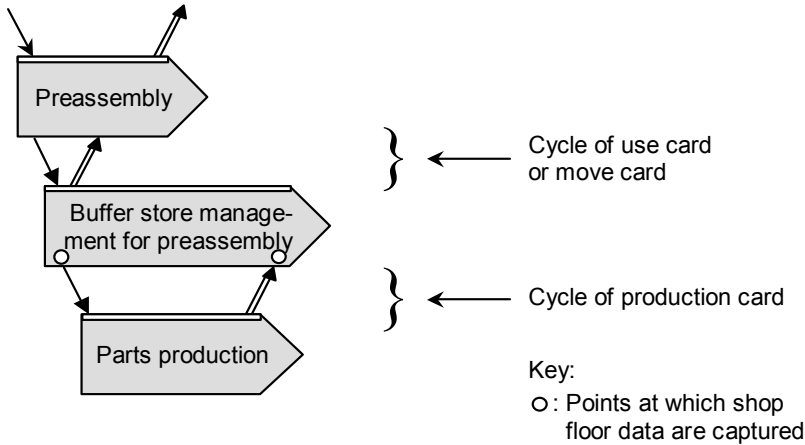 Preassembly
Cycle of use card
or move card
Buffer store manage-
ment for preassembly
Cycle of production card
Parts production
Key:
O: Points at which shop
floor data are captured